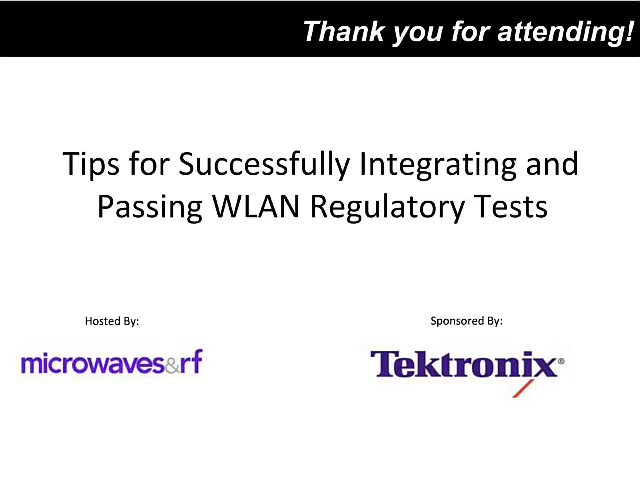 Thank you for attending!
Tips for Successfully Integrating and
Passing WLAN Regulatory Tests
Hosted By:
Sponsored By:
microwaves&rf
Tektronix®